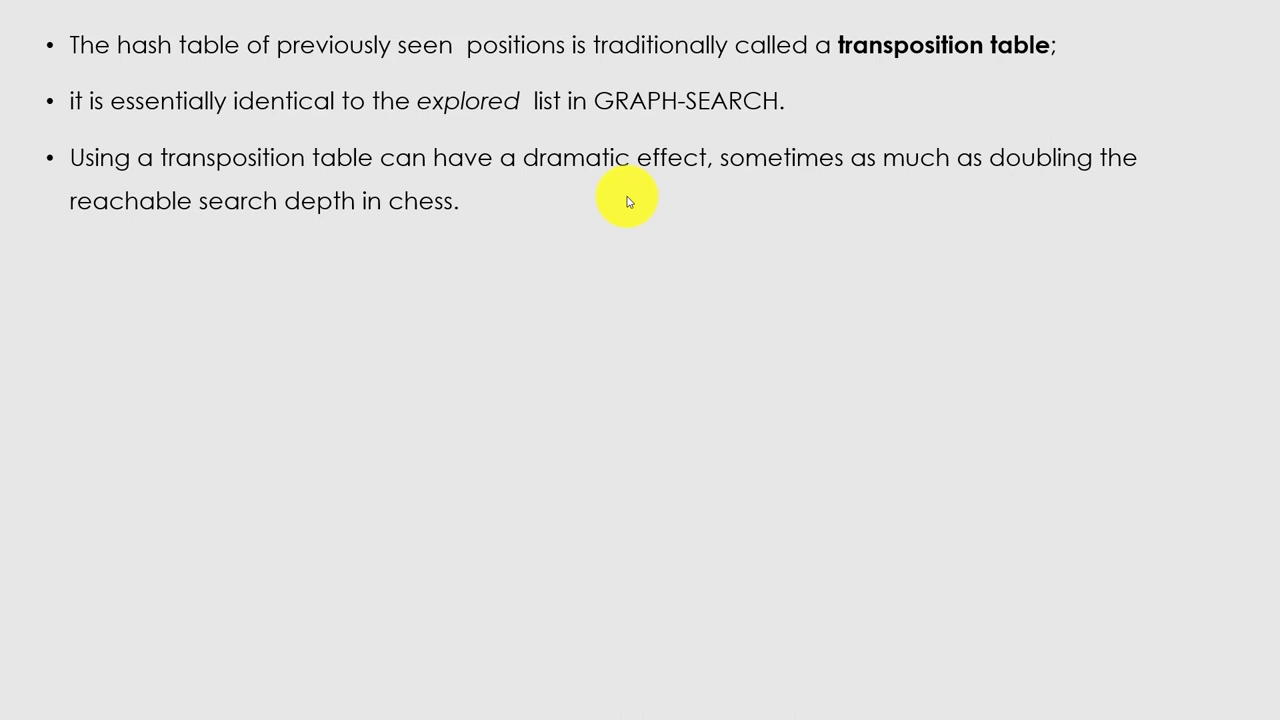 • The hash table of previously seen positions is traditionally called a transposition table;
• it is essentially identical to the explored list in GRAPH-SEARCH.
• Using a transposition table can have a dramatic effect, sometimes as much as doubling the
reachable search depth in chess.